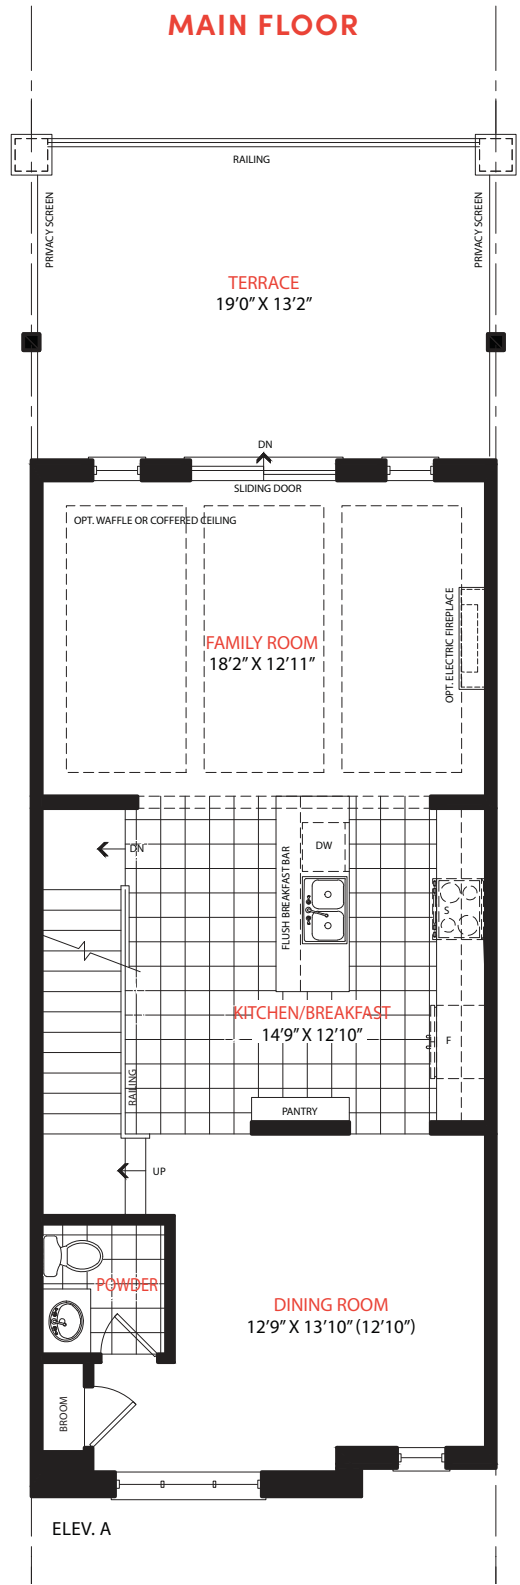 MAIN FLOOR
RAILING
PRIVACY SCREEN
PRIVACY SCREEN
TERRACE
19'0" X 13'2"
DN
SLIDING DOOR
OPT. WAFFLE OR COFFERED CEILING
OPT. ELECTRIC FIREPLACE
FAMILY ROOM
18'2" X 12'11"
DN
DW
FLUSH BREAKFAST BAR
S
KITCHEN/BREAKFAST
14'9" X 12'10"
F
RAILING
PANTRY
UP
POWDER
DINING ROOM
12'9" X 13'10" (12'10")
BROOM
ELEV. A